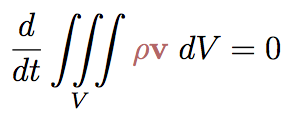 d/dt ∭_V ρv dV = 0